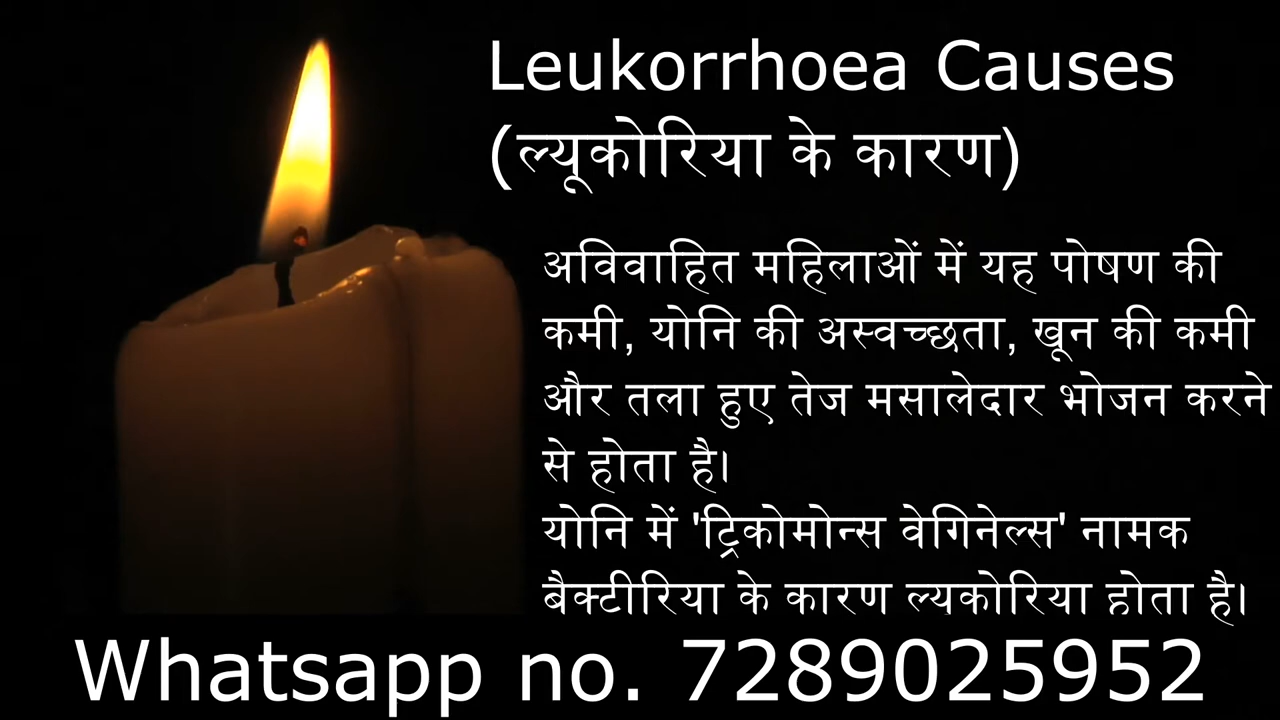 Leukorrhoea Causes
(ल्यूकोरिया के कारण)
अविवाहित महिलाओं में यह पोषण की
कमी, योनि की अस्वच्छता, खून की कमी
और तला हुए तेज मसालेदार भोजन करने
से होता है।
योनि में 'ट्रिकोमोन्स वेगिनेल्स' नामक
बैक्टीरिया के कारण ल्यकोरिया होता है।
Whatsapp no. 7289025952